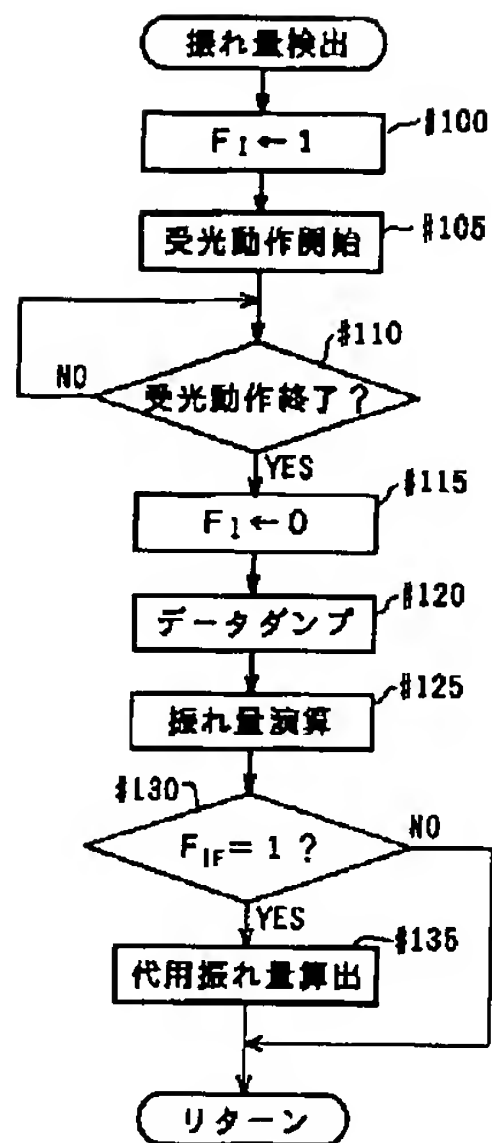 振れ量検出
F_I←1
#100
受光動作開始
#105
#110
受光動作終了?
NO
YES
F_I←0
#115
データダンプ
#120
振れ量演算
#125
#130
F_IF=1?
NO
YES
代用振れ量算出
#135
リターン